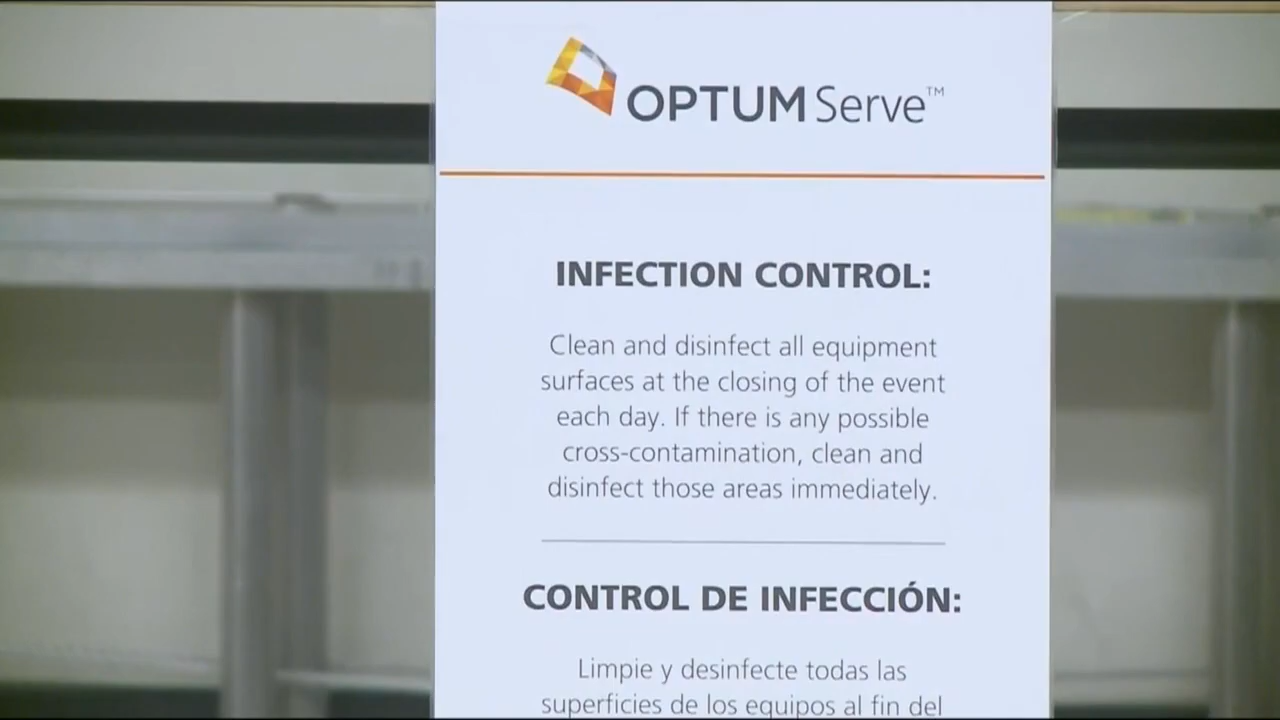 OPTUM Serve™
INFECTION CONTROL:
Clean and disinfect all equipment
surfaces at the closing of the event
each day. If there is any possible
cross-contamination, clean and
disinfect those areas immediately.
CONTROL DE INFECCIÓN:
Limpie y desinfecte todas las
superficies de los equipos al fin del